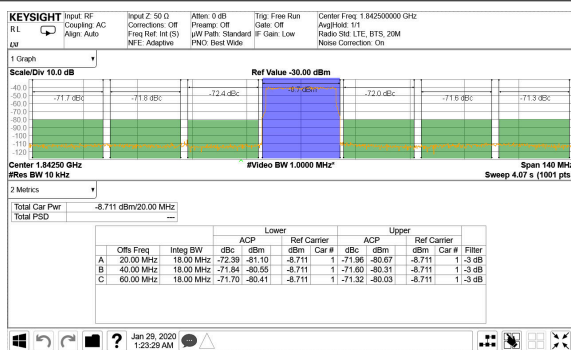 KEYSIGHT Input: RF Input Z: 50 Ω Atten: 0 dB Trig: Free Run Center Freq: 1.842500000 GHz
RL Coupling: AC Corrections: Off Preamp: Off Gate: Off Avg|Hold: 1/1
Align: Auto Freq Ref: Int (S) µW Path: Standard IF Gain: Low Radio Std: LTE, BTS, 20M
LXI NFE: Adaptive PNO: Best Wide Noise Correction: On
1 Graph
Scale/Div 10.0 dB Ref Value -30.00 dBm
-40.0
-50.0
-60.0
-70.0
-80.0
-90.0
-100
-110
-120
-71.7 dBc -71.8 dBc -72.4 dBc -8.7 dBm -72.0 dBc -71.6 dBc -71.3 dBc
Center 1.84250 GHz #Video BW 1.0000 MHz* Span 140 MHz
#Res BW 10 kHz Sweep 4.07 s (1001 pts
2 Metrics
Total Car Pwr -8.711 dBm/20.00 MHz
Total PSD ---
Lower Upper
ACP Ref Carrier ACP Ref Carrier
Offs Freq Integ BW dBc dBm dBm Car # dBc dBm dBm Car # Filter
A 20.00 MHz 18.00 MHz -72.39 -81.10 -8.711 1 -71.96 -80.67 -8.711 1 -3 dB
B 40.00 MHz 18.00 MHz -71.84 -80.55 -8.711 1 -71.60 -80.31 -8.711 1 -3 dB
C 60.00 MHz 18.00 MHz -71.70 -80.41 -8.711 1 -71.32 -80.03 -8.711 1 -3 dB
? Jan 29, 2020
1:23:29 AM